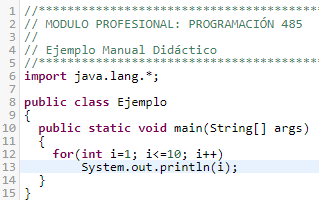 1 //****************************************
2 // MODULO PROFESIONAL: PROGRAMACIÓN 485
3 //
4 // Ejemplo Manual Didáctico
5 //****************************************
6 import java.lang.*;
7
8 public class Ejemplo
9 {
10 public static void main(String[] args)
11 {
12 for(int i=1; i<=10; i++)
13 System.out.println(i);
14 }
15 }